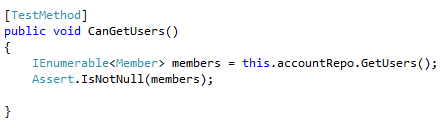 [TestMethod]
public void CanGetUsers()
{
    IEnumerable<Member> members = this.accountRepo.GetUsers();
    Assert.IsNotNull(members);

}